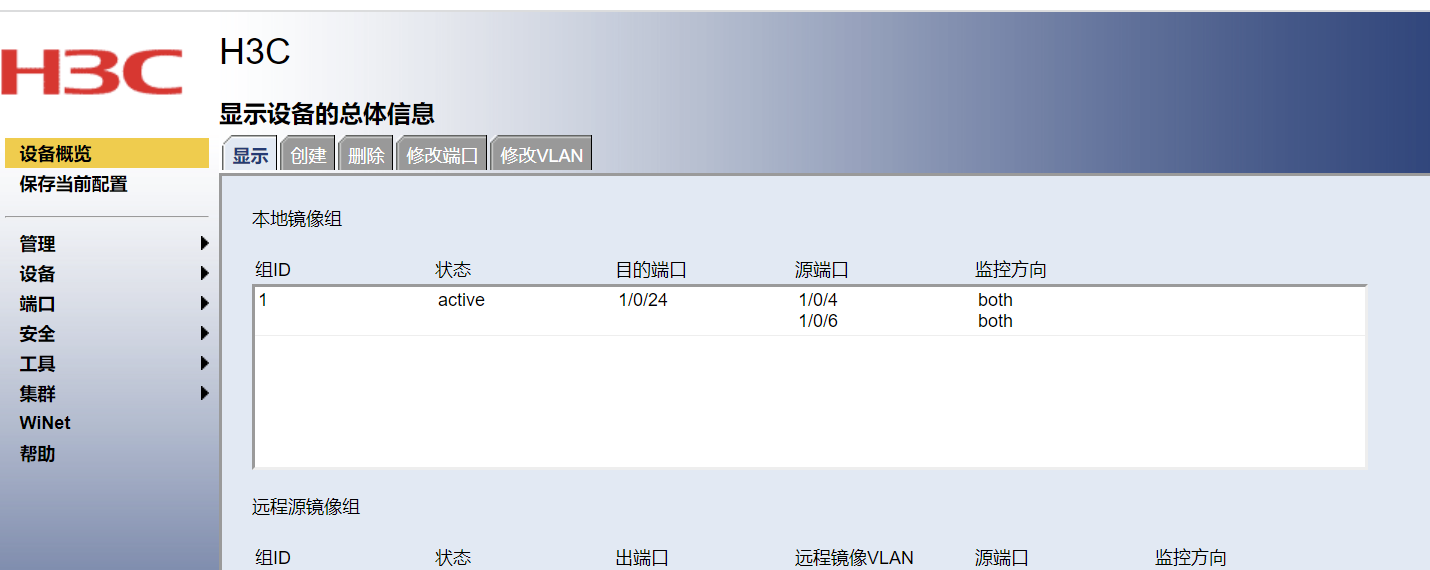 H3C
H3C
显示设备的总体信息
显示 创建 删除 修改端口 修改VLAN
设备概览
保存当前配置
管理
设备
端口
安全
工具
集群
WiNet
帮助
本地镜像组
组ID 状态 目的端口 源端口 监控方向
1 active 1/0/24 1/0/4 both
1/0/6 both
远程源镜像组
组ID 状态 出端口 远程镜像VLAN 源端口 监控方向